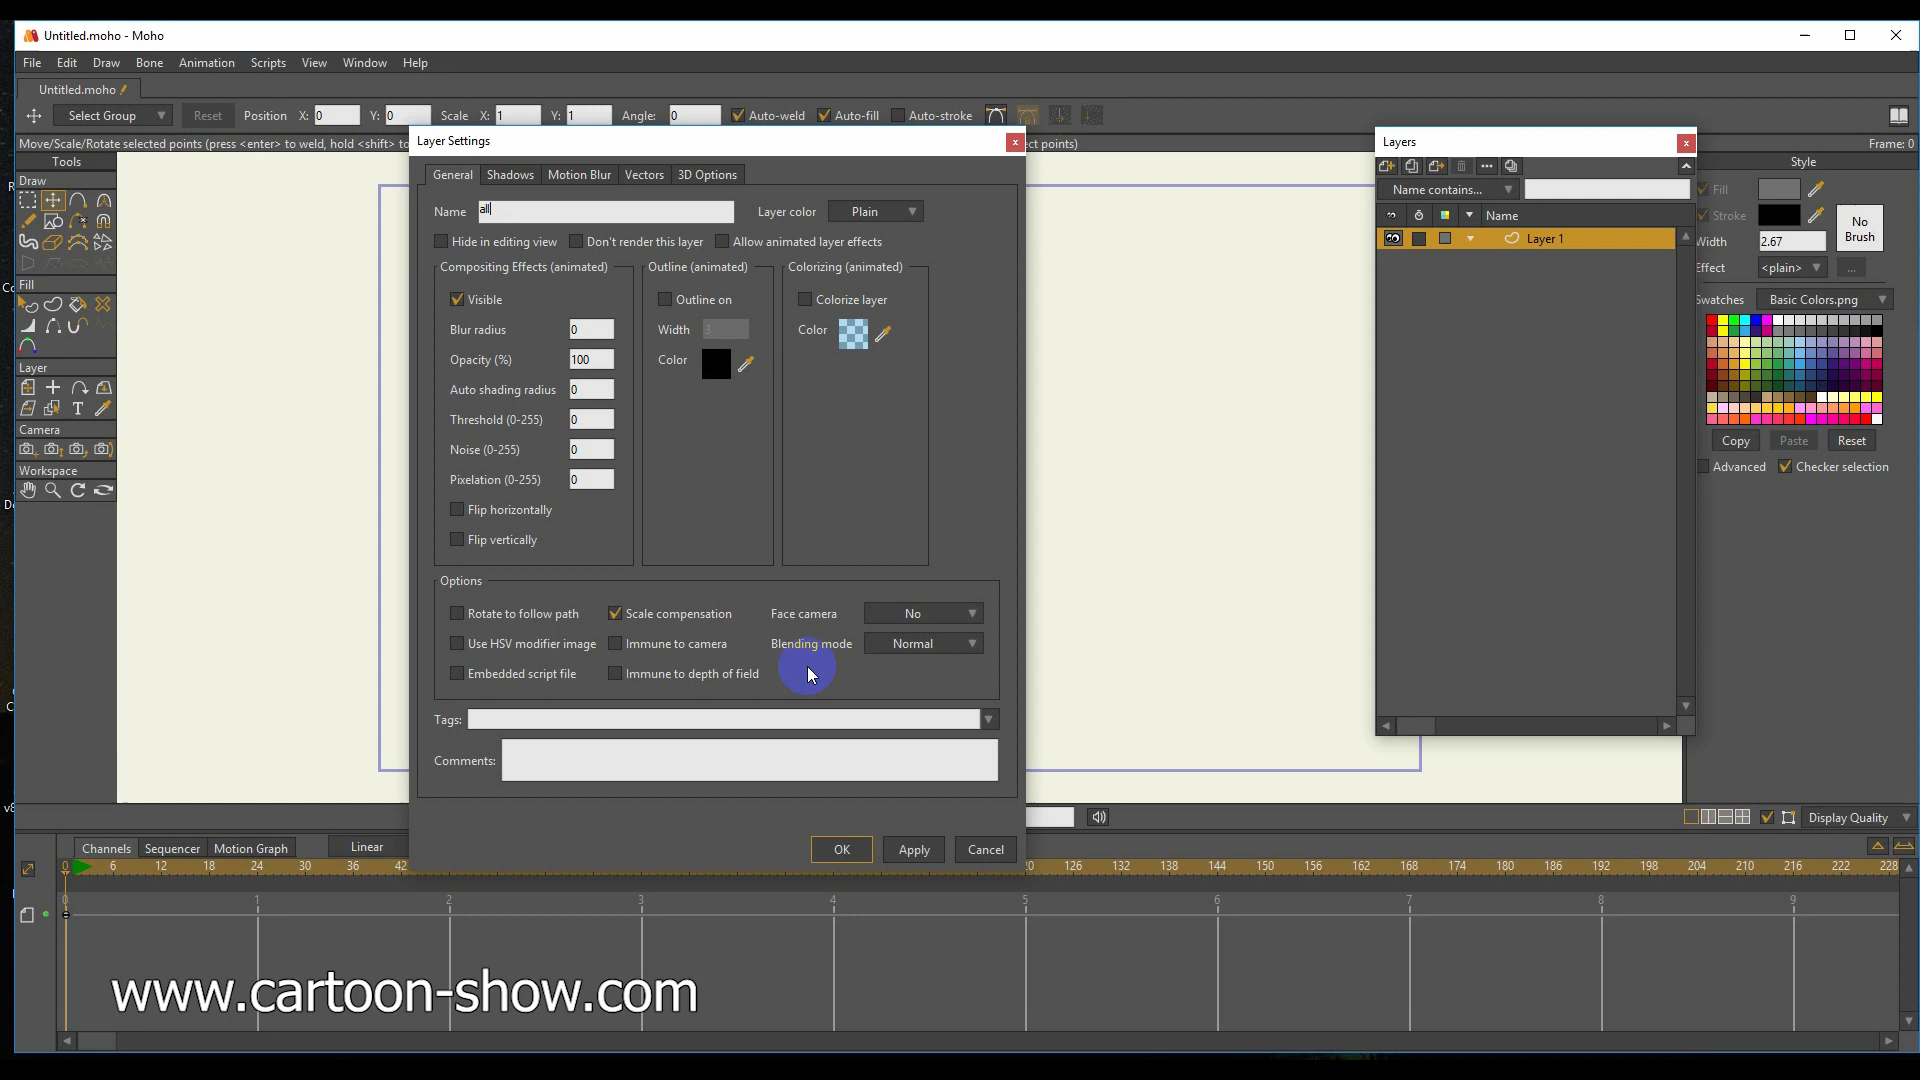 Untitled.moho - Moho
File Edit Draw Bone Animation Scripts View Window Help
Untitled.moho
Select Group Reset Position X: 0 Y: 0 Scale X: 1 Y: 1 Angle: 0 Auto-weld Auto-fill Auto-stroke
Move/Scale/Rotate selected points (press <enter> to weld, hold <shift> to
ect points)
Frame: 0
Tools
Draw
Fill
Layer
Camera
Workspace
Layer Settings
General Shadows Motion Blur Vectors 3D Options
Name all Layer color Plain
Hide in editing view Don't render this layer Allow animated layer effects
Compositing Effects (animated) Outline (animated) Colorizing (animated)
Visible Outline on Colorize layer
Blur radius 0 Width 3 Color
Opacity (%) 100 Color
Auto shading radius 0
Threshold (0-255) 0
Noise (0-255) 0
Pixelation (0-255) 0
Flip horizontally
Flip vertically
Options
Rotate to follow path Scale compensation Face camera No
Use HSV modifier image Immune to camera Blending mode Normal
Embedded script file Immune to depth of field
Tags:
Comments:
OK Apply Cancel
Layers
Name contains...
Name
Layer 1
Style
Fill
Stroke
No
Brush
Width 2.67
Effect <plain> ...
Swatches Basic Colors.png
Copy Paste Reset
Advanced Checker selection
Display Quality
Channels Sequencer Motion Graph Linear
0 6 12 18 24 30 36 42 120 126 132 138 144 150 156 162 168 174 180 186 192 198 204 210 216 222 228
0 1 2 3 4 5 6 7 8 9
www.cartoon-show.com